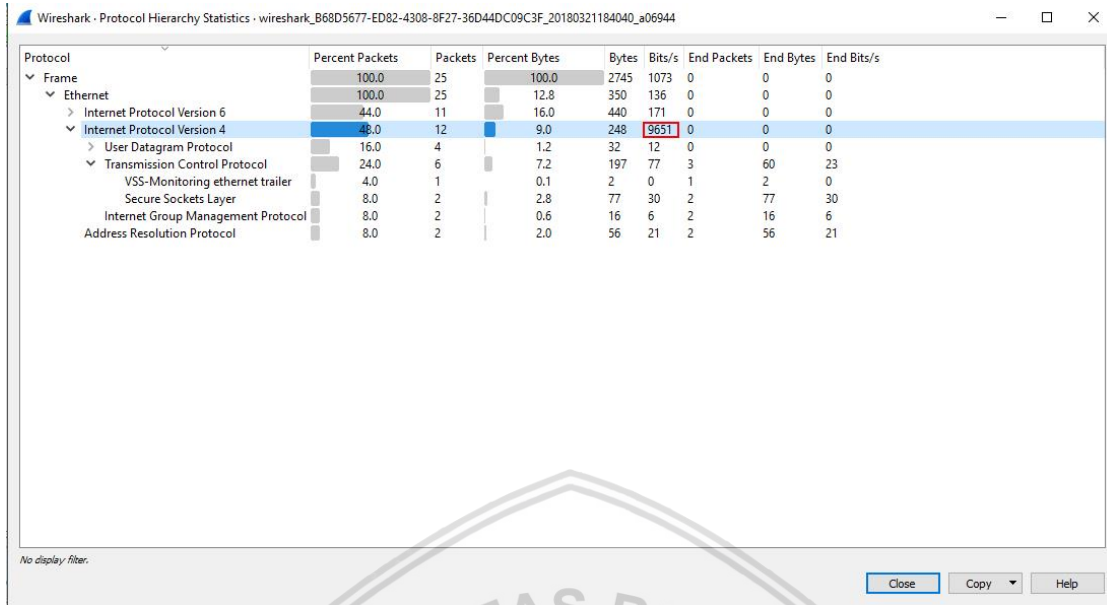 Wireshark · Protocol Hierarchy Statistics · wireshark_B68D5677-ED82-4308-8F27-36D44DC09C3F_20180321184040_a06944
Protocol Percent Packets Packets Percent Bytes Bytes Bits/s End Packets End Bytes End Bits/s
Frame 100.0 25 100.0 2745 1073 0 0 0
Ethernet 100.0 25 12.8 350 136 0 0 0
Internet Protocol Version 6 44.0 11 16.0 440 171 0 0 0
Internet Protocol Version 4 48.0 12 9.0 248 9651 0 0 0
User Datagram Protocol 16.0 4 1.2 32 12 0 0 0
Transmission Control Protocol 24.0 6 7.2 197 77 3 60 23
VSS-Monitoring ethernet trailer 4.0 1 0.1 2 0 1 2 0
Secure Sockets Layer 8.0 2 2.8 77 30 2 77 30
Internet Group Management Protocol 8.0 2 0.6 16 6 2 16 6
Address Resolution Protocol 8.0 2 2.0 56 21 2 56 21
No display filter.
Close Copy Help